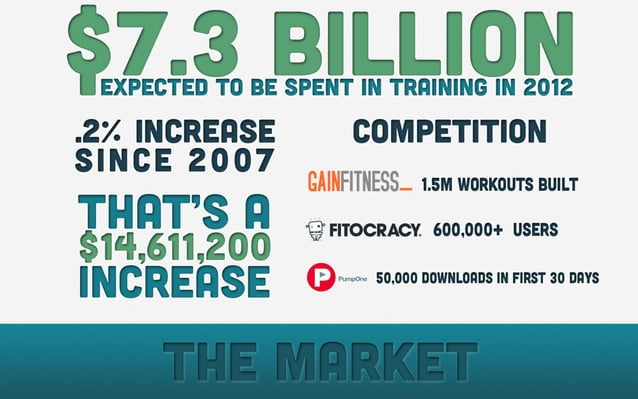 $7.3 BILLION
EXPECTED TO BE SPENT IN TRAINING IN 2012
.2% INCREASE
SINCE 2007
THAT'S A
$14,611,200
INCREASE
COMPETITION
GAINFITNESS_ 1.5M WORKOUTS BUILT
FITOCRACY. 600,000+ USERS
P PumpOne 50,000 DOWNLOADS IN FIRST 30 DAYS
THE MARKET